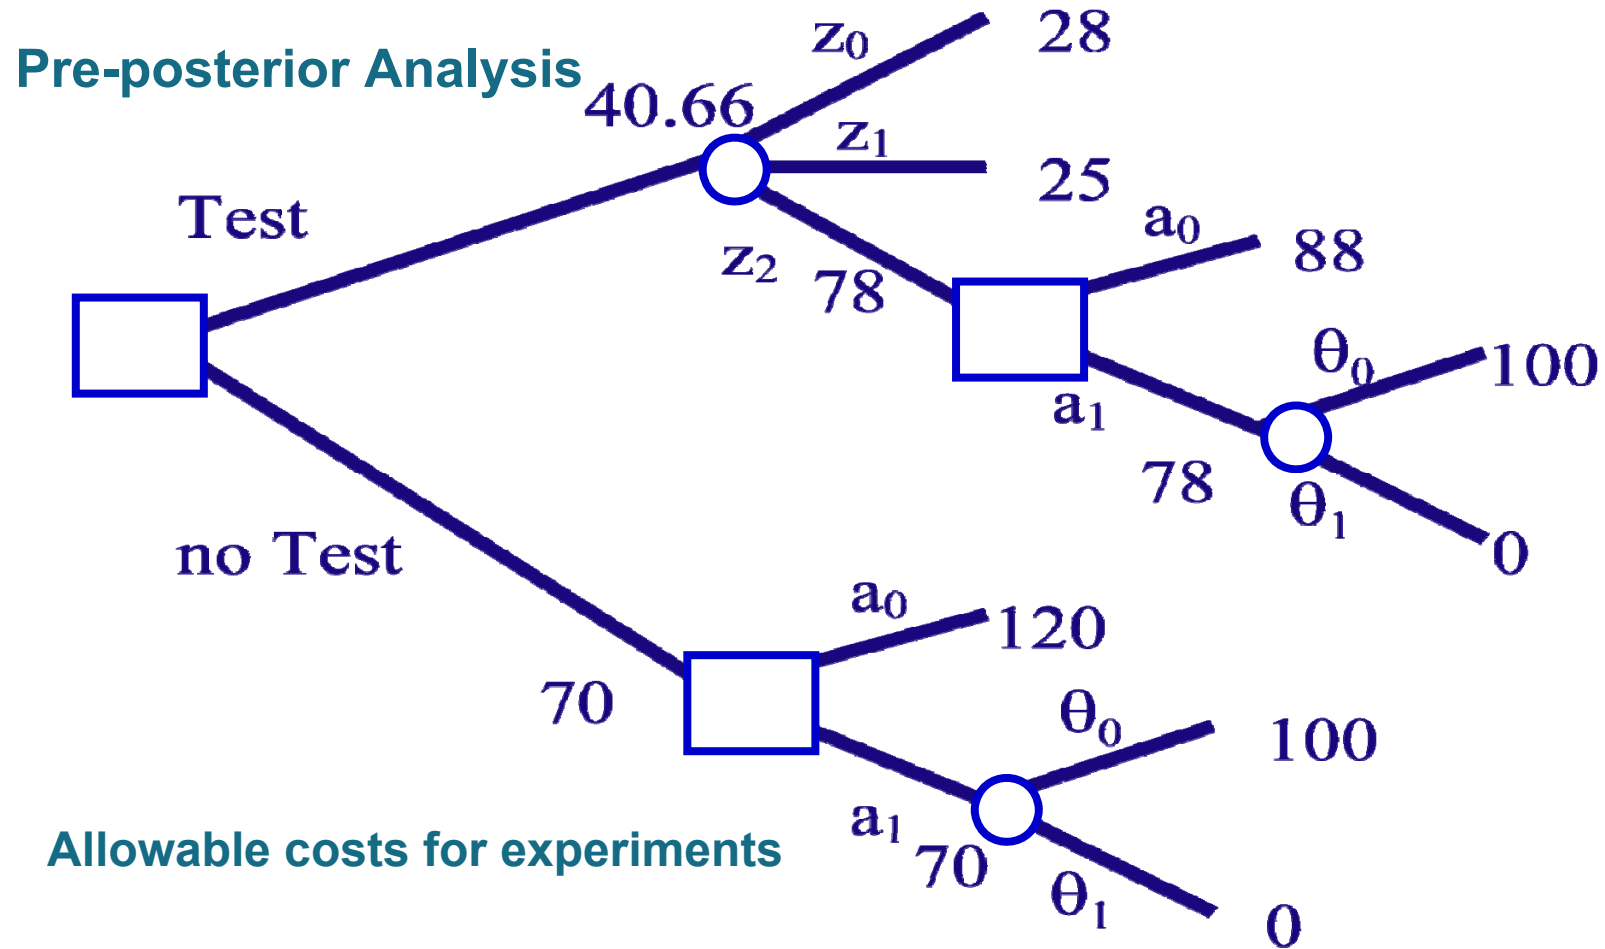 Pre-posterior Analysis
z0
28
40.66
z1
25
Test
z2
78
a0
88
θ0
100
a1
78
θ1
0
no Test
a0
120
70
θ0
100
a1
70
θ1
0
Allowable costs for experiments